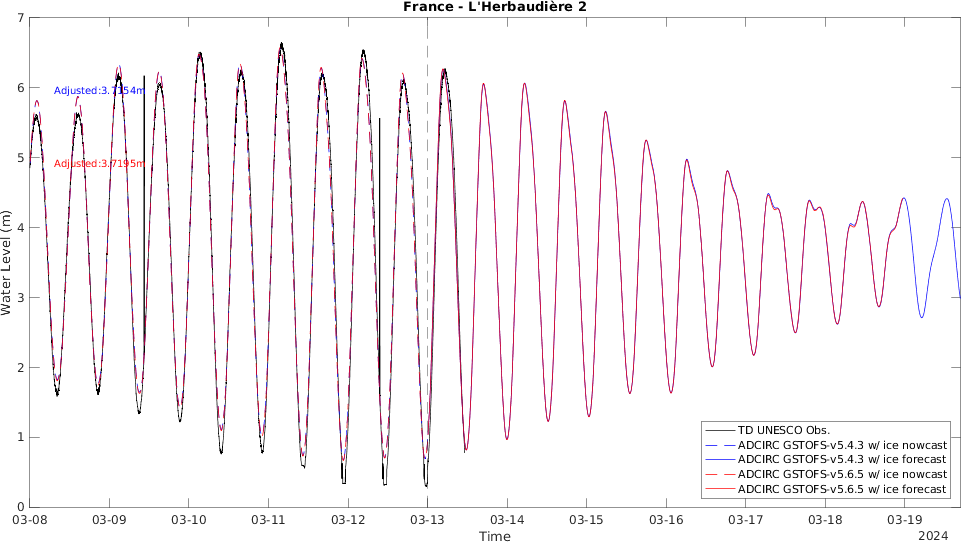 France - L'Herbaudière 2
7
6
5
4
3
2
1
0
Water Level (m)
Adjusted:3.7154m
Adjusted:3.7195m
TD UNESCO Obs.
ADCIRC GSTOFS-v5.4.3 w/ ice nowcast
ADCIRC GSTOFS-v5.4.3 w/ ice forecast
ADCIRC GSTOFS-v5.6.5 w/ ice nowcast
ADCIRC GSTOFS-v5.6.5 w/ ice forecast
03-08 03-09 03-10 03-11 03-12 03-13 03-14 03-15 03-16 03-17 03-18 03-19
Time
2024